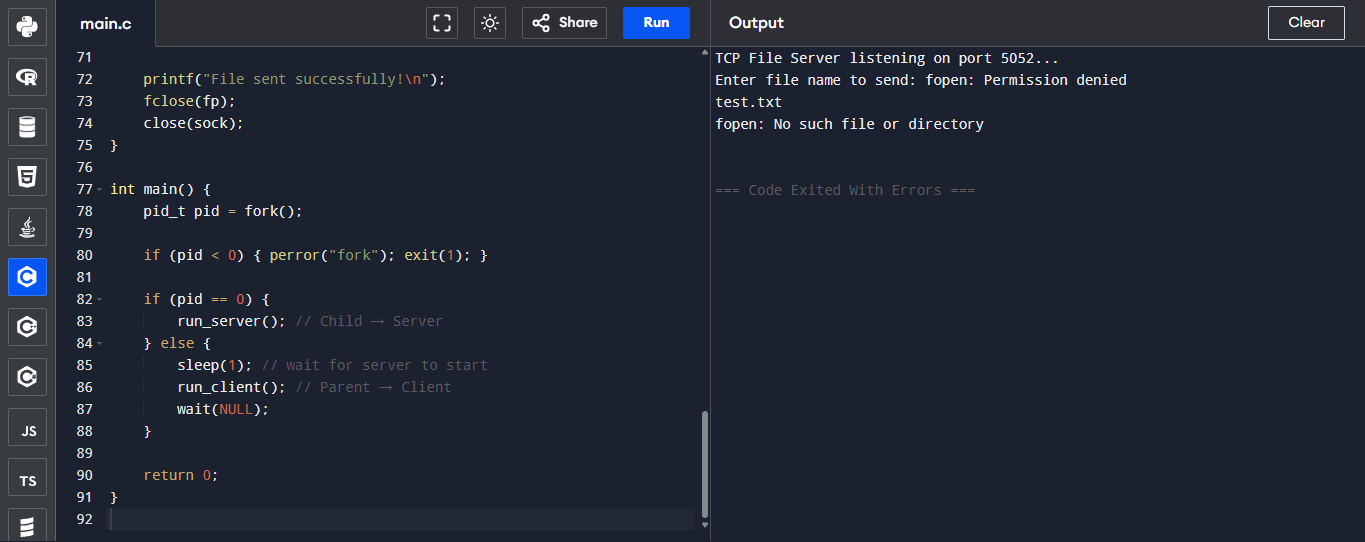 main.c
Share
Run
Output
Clear
71
72 printf("File sent successfully!\n");
73 fclose(fp);
74 close(sock);
75 }
76
77 int main() {
78 pid_t pid = fork();
79
80 if (pid < 0) { perror("fork"); exit(1); }
81
82 if (pid == 0) {
83 run_server(); // Child → Server
84 } else {
85 sleep(1); // wait for server to start
86 run_client(); // Parent → Client
87 wait(NULL);
88 }
89
90 return 0;
91 }
92
TCP File Server listening on port 5052...
Enter file name to send: fopen: Permission denied
test.txt
fopen: No such file or directory
=== Code Exited With Errors ===
R
5
C
C
C
JS
TS